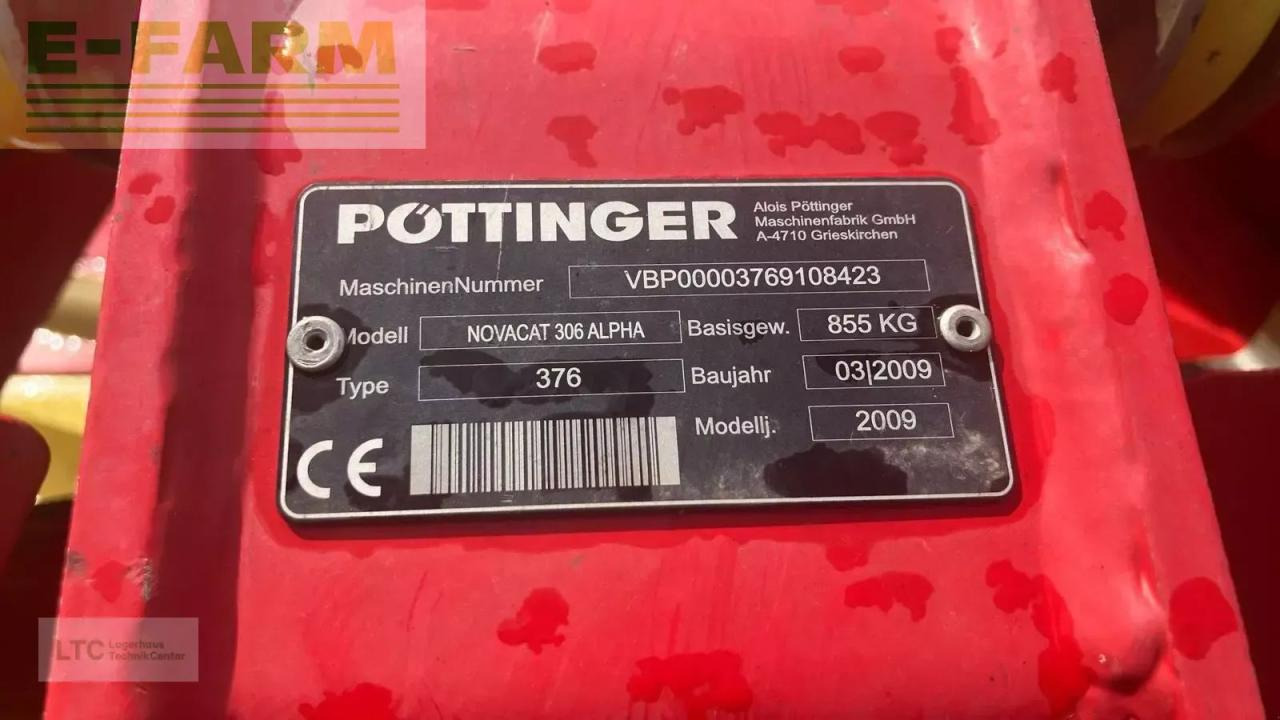 E-FARM
PÖTTINGER
Alois Pöttinger
Maschinenfabrik GmbH
A-4710 Grieskirchen
MaschinenNummer VBP00003769108423
Modell NOVACAT 306 ALPHA Basisgew. 855 KG
Type 376 Baujahr 03|2009
Modellj. 2009
CE
LTC Lagerhaus
TechnikCenter